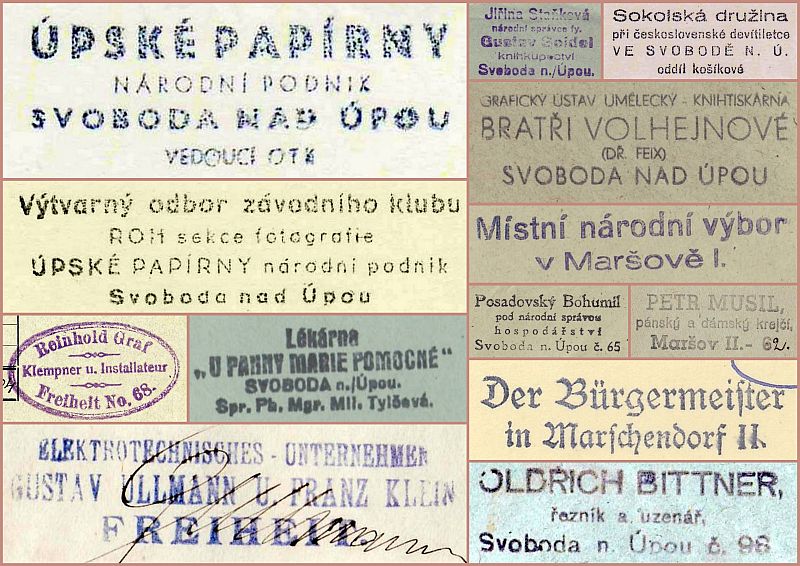 ÚPSKÉ PAPÍRNY
NÁRODNÍ PODNIK
SVOBODA NAD ÚPOU
VEDOUCÍ OTK
Výtvarný odbor závodního klubu
ROH sekce fotografie
ÚPSKÉ PAPÍRNY národní podnik
Svoboda nad Úpou
Reinhold Graf
Klempner u. Installateur
Freiheit No. 68.
Lékárna
„U PANNY MARIE POMOCNÉ"
SVOBODA n./Úpou.
Spr. Ph. Mgr. Mil. Tylčová.
ELEKTROTECHNISCHES - UNTERNEHMEN
GUSTAV ULLMANN U. FRANZ KLEIN
FREIHEIT.
Jiřina Staňková
národní správce fy.
Gustav Seidel
knihkupectví
Svoboda n./Úpou.
Sokolská družina
při československé devítiletce
VE SVOBODĚ N. Ú.
oddíl košíkové
GRAFICKÝ ÚSTAV UMĚLECKÝ - KNIHTISKÁRNA
BRATŘI VOLHEJNOVÉ
(DŘ. FEIX)
SVOBODA NAD ÚPOU
Místní národní výbor
v Maršově I.
Posadovský Bohumil
pod národní správou
hospodářství
Svoboda n. Úpou č. 65
PETR MUSIL,
pánský a dámský krejčí,
Maršov II.- 62.
Der Bürgermeister
in Marschendorf II.
OLDŘICH BITTNER,
řezník a uzenář,
Svoboda n. Úpou č. 96